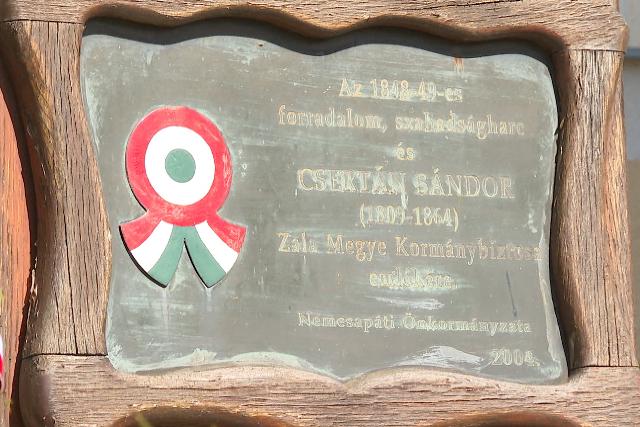 Az 1848-49-es
forradalom, szabadságharc
és
CSERTÁN SÁNDOR
(1809-1864)
Zala Megye Kormánybiztosa
emlékére.
Nemesapáti Önkormányzata
2004.